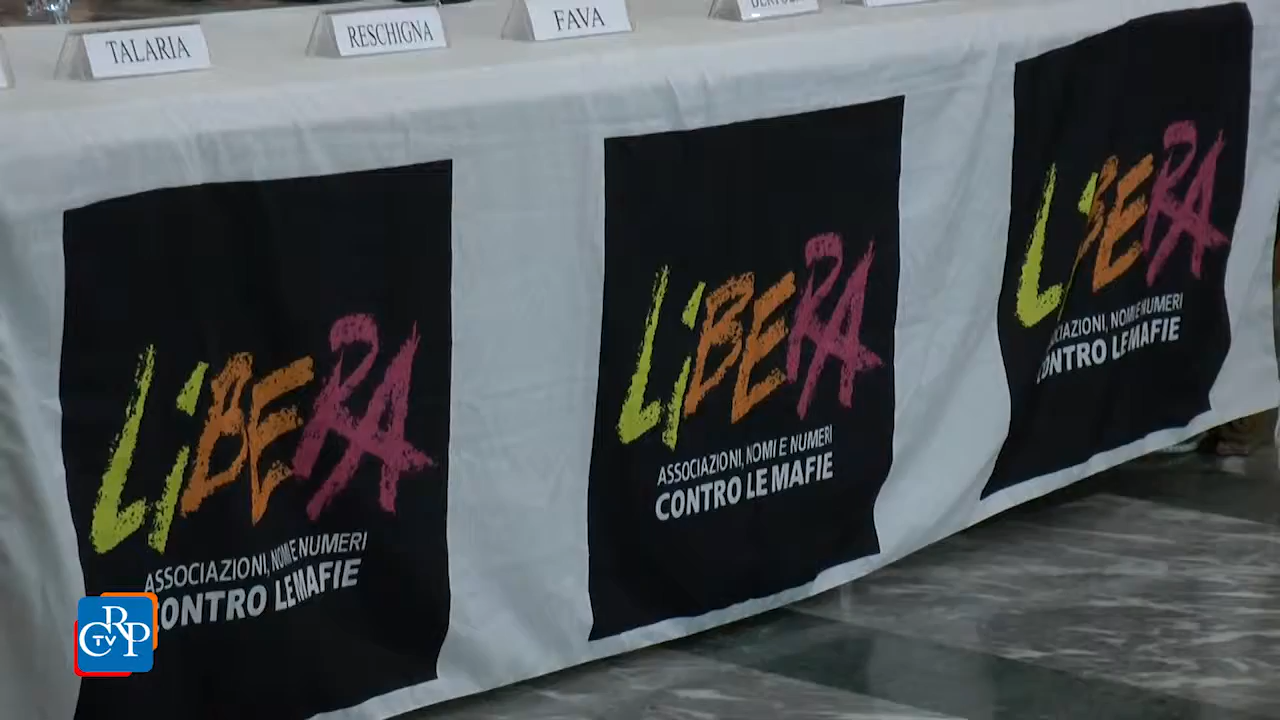 TALARIA
RESCHIGNA
FAVA
LiBERA
ASSOCIAZIONI, NOMI E NUMERI
CONTRO LE MAFIE
LiBERA
ASSOCIAZIONI, NOMI E NUMERI
CONTRO LE MAFIE
LiBERA
CIAZIONI, NOMI E NUMERI
CONTRO LE MAFIE
CRP
TV